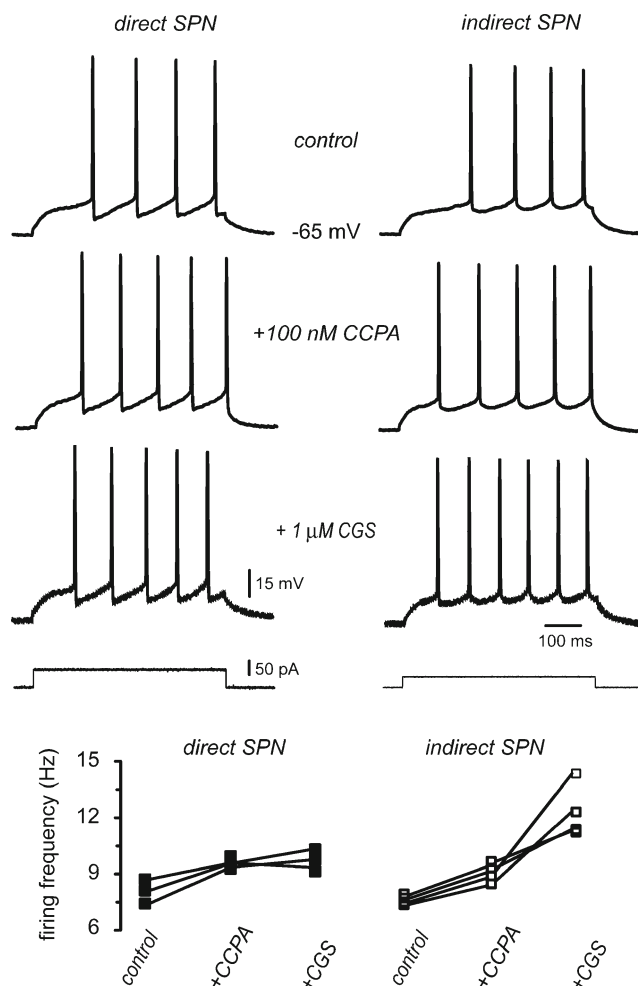 direct SPN
indirect SPN
control
-65 mV
+100 nM CCPA
+ 1 µM CGS
15 mV
100 ms
50 pA
direct SPN
indirect SPN
firing frequency (Hz)
15
12
9
6
control
+CCPA
+CGS
control
+CCPA
+CGS